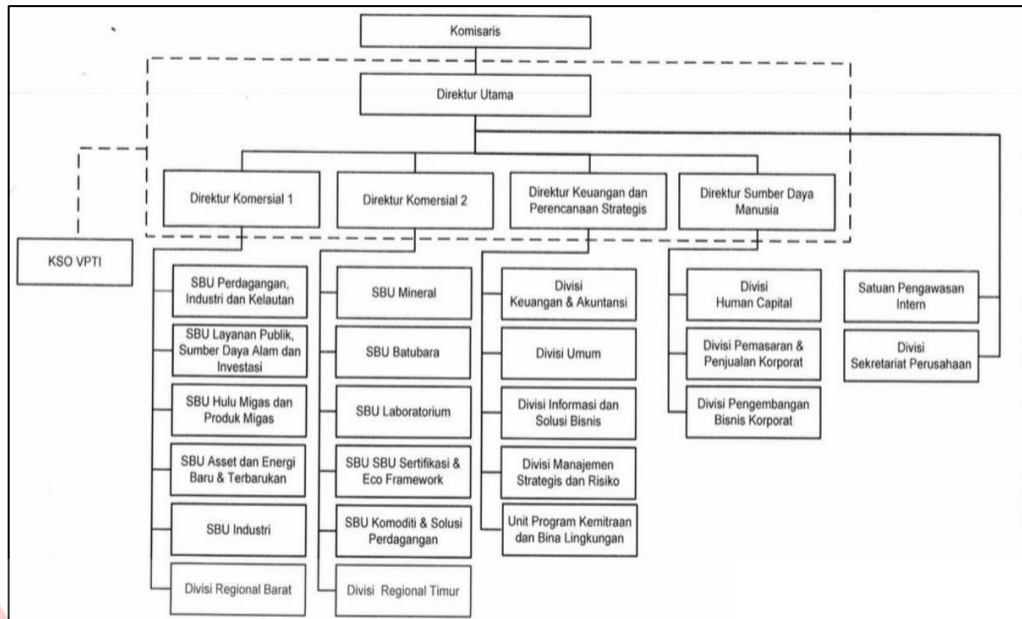 Komisaris
Direktur Utama
Direktur Komersial 1
Direktur Komersial 2
Direktur Keuangan dan
Perencanaan Strategis
Direktur Sumber Daya
Manusia
KSO VPTI
SBU Perdagangan,
Industri dan Kelautan
SBU Layanan Publik,
Sumber Daya Alam dan
Investasi
SBU Hulu Migas dan
Produk Migas
SBU Asset dan Energi
Baru & Terbarukan
SBU Industri
Divisi Regional Barat
SBU Mineral
SBU Batubara
SBU Laboratorium
SBU SBU Sertifikasi &
Eco Framework
SBU Komoditi & Solusi
Perdagangan
Divisi Regional Timur
Divisi
Keuangan & Akuntansi
Divisi Umum
Divisi Informasi dan
Solusi Bisnis
Divisi Manajemen
Strategis dan Risiko
Unit Program Kemitraan
dan Bina Lingkungan
Divisi
Human Capital
Divisi Pemasaran &
Penjualan Korporat
Divisi Pengembangan
Bisnis Korporat
Satuan Pengawasan
Intern
Divisi
Sekretariat Perusahaan